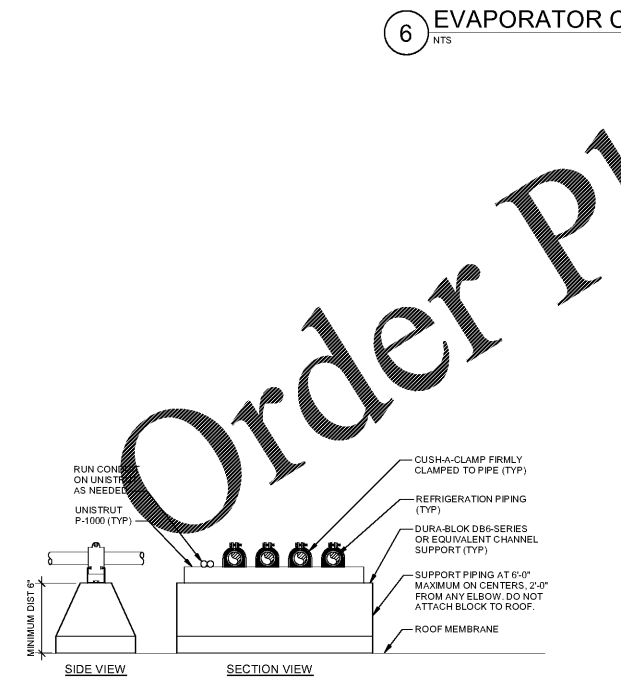 6 EVAPORATOR
NTS
Order
RUN CONDUIT
ON UNISTRUT
AS NEEDED
UNISTRUT
P-1000 (TYP)
CUSH-A-CLAMP FIRMLY
CLAMPED TO PIPE (TYP)
REFRIGERATION PIPING
(TYP)
DURA-BLOK DB6-SERIES
OR EQUIVALENT CHANNEL
SUPPORT (TYP)
SUPPORT PIPING AT 6'-0"
MAXIMUM ON CENTERS, 2'-0"
FROM ANY ELBOW. DO NOT
ATTACH BLOCK TO ROOF.
ROOF MEMBRANE
MINIMUM DIST 6"
SIDE VIEW
SECTION VIEW